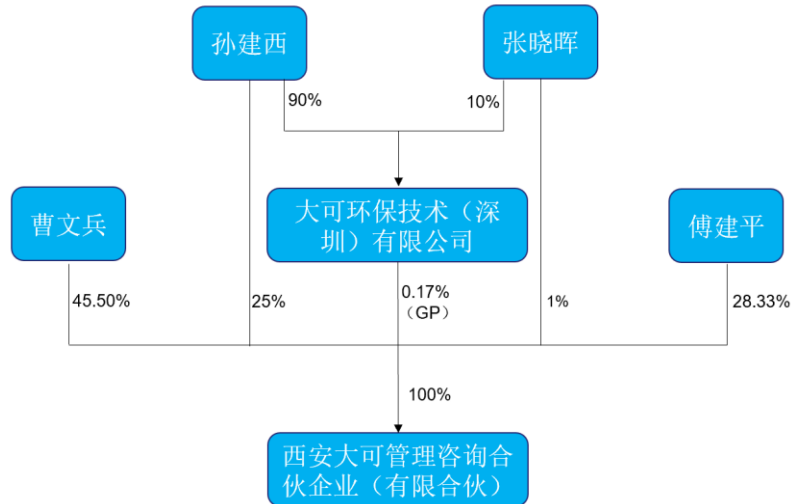 孙建西
张晓晖
90%
10%
曹文兵
大可环保技术（深
圳）有限公司
傅建平
45.50%
25%
0.17%
（GP）
1%
28.33%
100%
西安大可管理咨询合
伙企业（有限合伙）